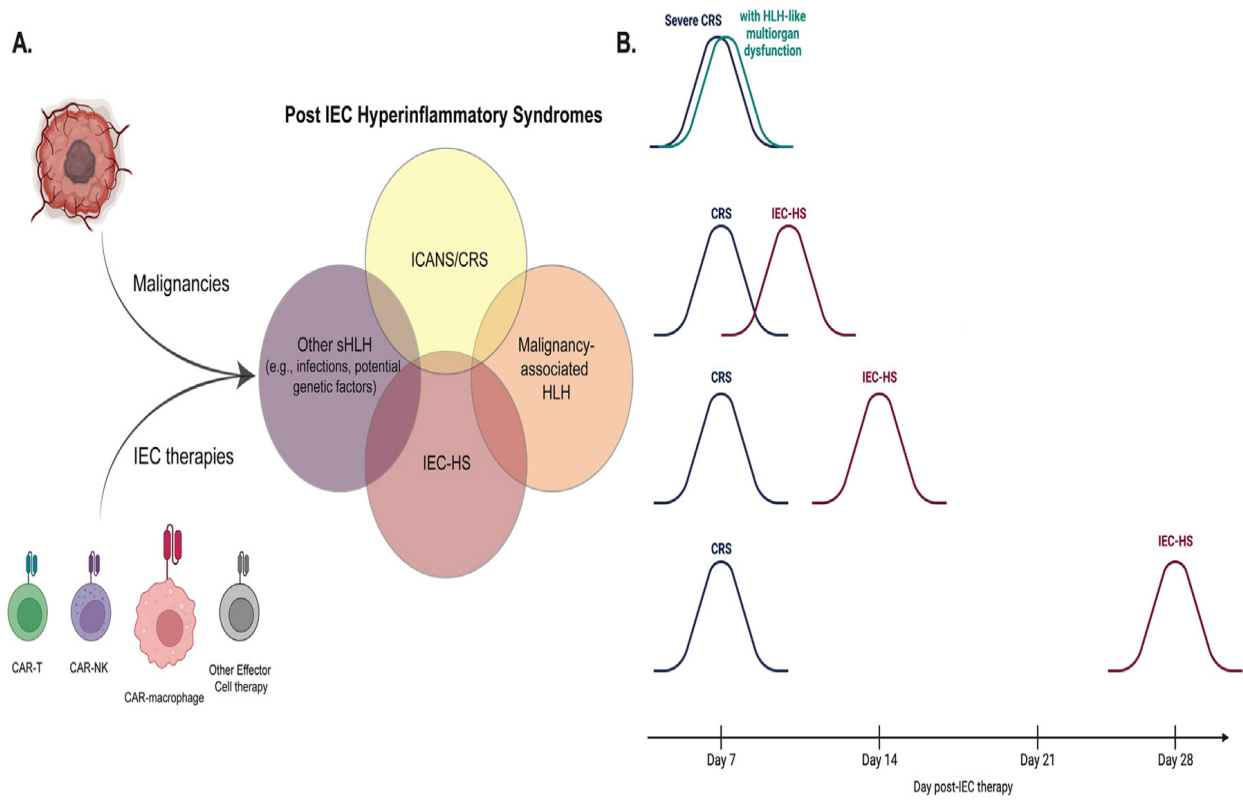 A.
Post IEC Hyperinflammatory Syndromes
Malignancies
IEC therapies
ICANS/CRS
Other sHLH
(e.g., infections, potential
genetic factors)
Malignancy-
associated
HLH
IEC-HS
CAR-T
CAR-NK
CAR-macrophage
Other Effector
Cell therapy
B.
Severe CRS
with HLH-like
multiorgan
dysfunction
CRS
IEC-HS
CRS
IEC-HS
CRS
IEC-HS
Day 7
Day 14
Day 21
Day 28
Day post-IEC therapy